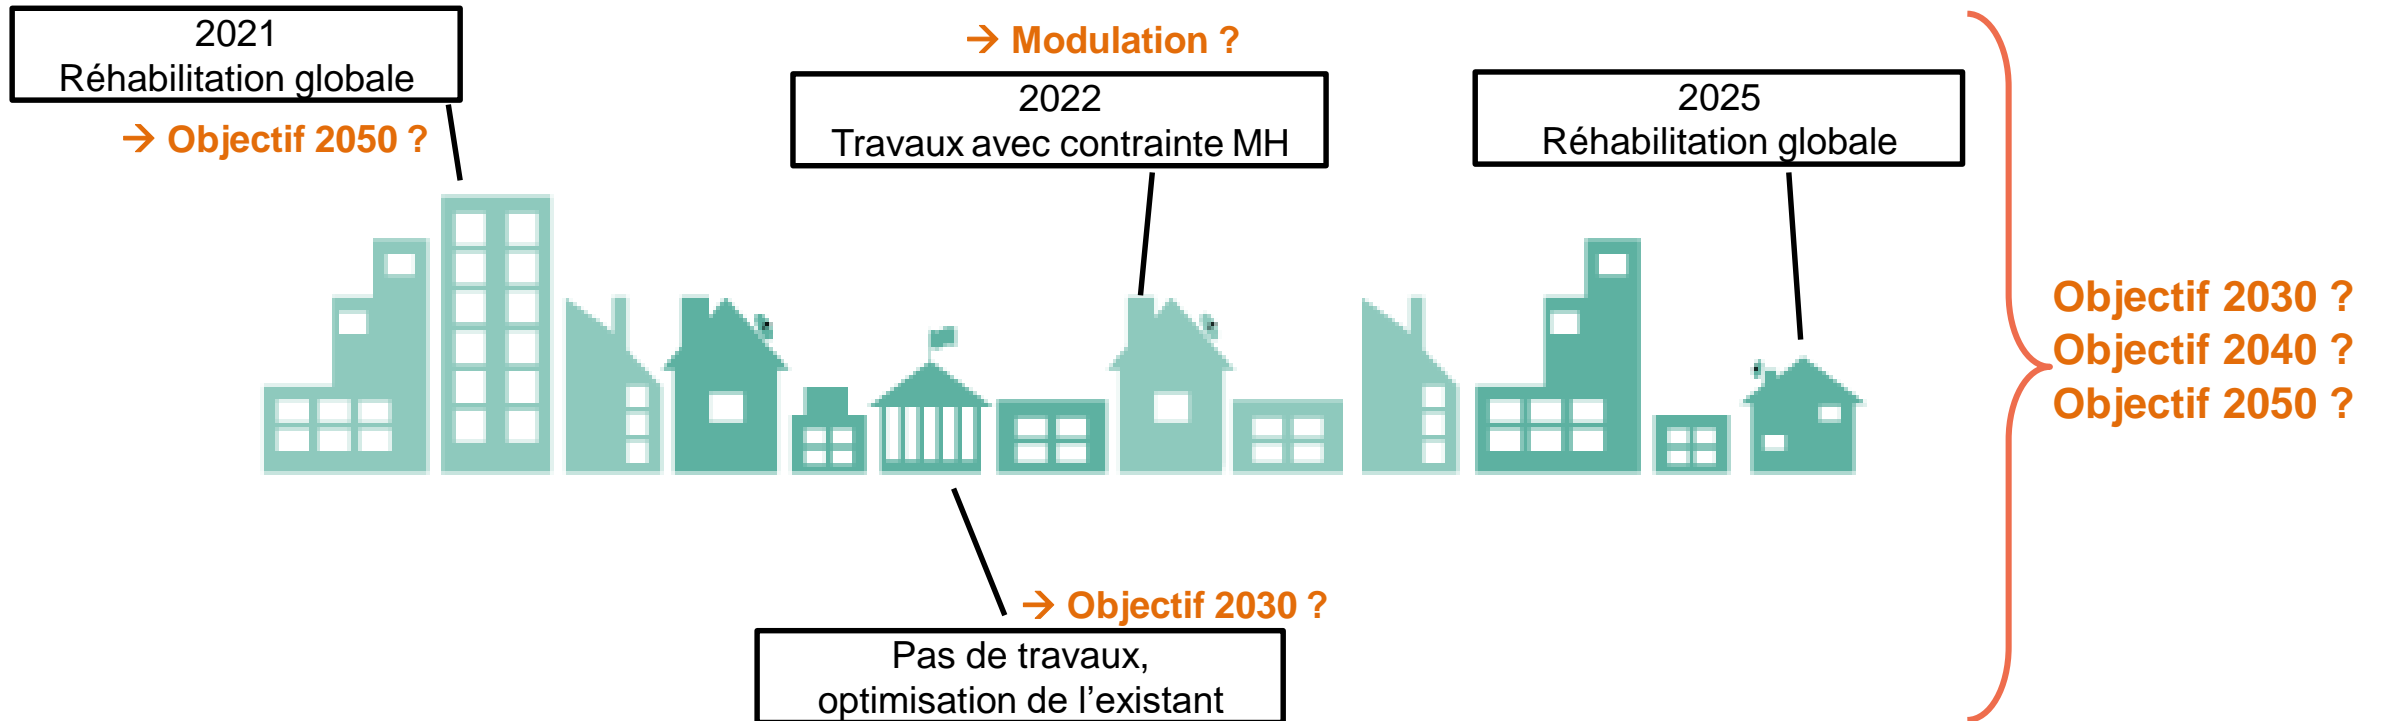 2021
Réhabilitation globale
→ Objectif 2050 ?
→ Modulation ?
2022
Travaux avec contrainte MH
2025
Réhabilitation globale
Objectif 2030 ?
Objectif 2040 ?
Objectif 2050 ?
→ Objectif 2030 ?
Pas de travaux,
optimisation de l’existant